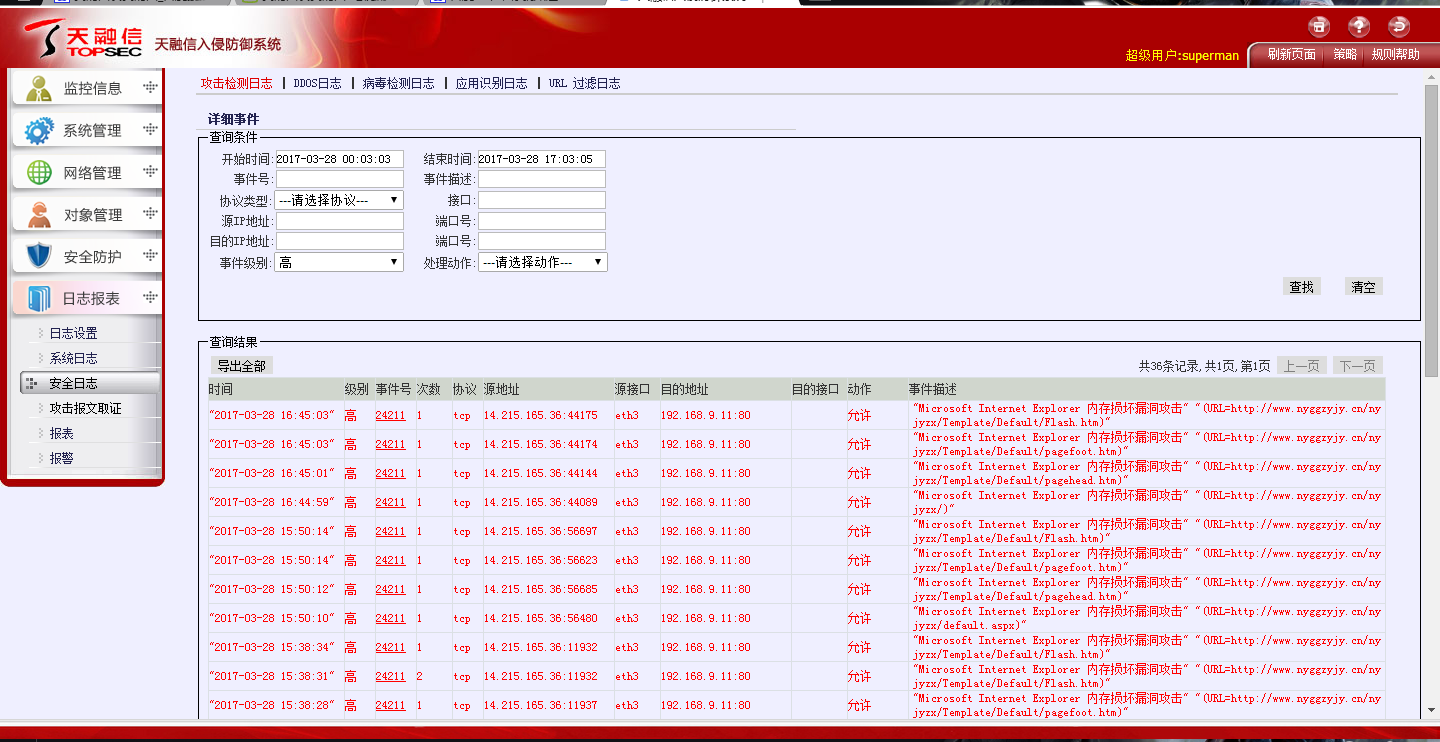 天融信
TOPSEC
天融信入侵防御系统
超级用户:superman
刷新页面 策略 规则帮助
监控信息
系统管理
网络管理
对象管理
安全防护
日志报表
日志设置
系统日志
安全日志
攻击报文取证
报表
报警
攻击检测日志 | DDOS日志 | 病毒检测日志 | 应用识别日志 | URL 过滤日志
详细事件
查询条件
开始时间: 2017-03-28 00:03:03 结束时间: 2017-03-28 17:03:05
事件号: 事件描述:
协议类型: ---请选择协议--- 接口:
源IP地址: 端口号:
目的IP地址: 端口号:
事件级别: 高 处理动作: ---请选择动作---
查找 清空
查询结果
导出全部 共36条记录,共1页,第1页 上一页 下一页
时间 级别 事件号 次数 协议 源地址 源接口 目的地址 目的接口 动作 事件描述
"2017-03-28 16:45:03" 高 24211 1 tcp 14.215.165.36:44175 eth3 192.168.9.11:80 允许 "Microsoft Internet Explorer 内存损坏漏洞攻击" "(URL=http://www.nyggzyjy.cn/ny
jyzx/Template/Default/Flash.htm)"
"2017-03-28 16:45:03" 高 24211 1 tcp 14.215.165.36:44174 eth3 192.168.9.11:80 允许 "Microsoft Internet Explorer 内存损坏漏洞攻击" "(URL=http://www.nyggzyjy.cn/ny
jyzx/Template/Default/pagefoot.htm)"
"2017-03-28 16:45:01" 高 24211 1 tcp 14.215.165.36:44144 eth3 192.168.9.11:80 允许 "Microsoft Internet Explorer 内存损坏漏洞攻击" "(URL=http://www.nyggzyjy.cn/ny
jyzx/Template/Default/pagehead.htm)"
"2017-03-28 16:44:59" 高 24211 1 tcp 14.215.165.36:44089 eth3 192.168.9.11:80 允许 "Microsoft Internet Explorer 内存损坏漏洞攻击" "(URL=http://www.nyggzyjy.cn/ny
jyzx/)"
"2017-03-28 15:50:14" 高 24211 1 tcp 14.215.165.36:56697 eth3 192.168.9.11:80 允许 "Microsoft Internet Explorer 内存损坏漏洞攻击" "(URL=http://www.nyggzyjy.cn/ny
jyzx/Template/Default/Flash.htm)"
"2017-03-28 15:50:14" 高 24211 1 tcp 14.215.165.36:56623 eth3 192.168.9.11:80 允许 "Microsoft Internet Explorer 内存损坏漏洞攻击" "(URL=http://www.nyggzyjy.cn/ny
jyzx/Template/Default/pagefoot.htm)"
"2017-03-28 15:50:12" 高 24211 1 tcp 14.215.165.36:56685 eth3 192.168.9.11:80 允许 "Microsoft Internet Explorer 内存损坏漏洞攻击" "(URL=http://www.nyggzyjy.cn/ny
jyzx/Template/Default/pagehead.htm)"
"2017-03-28 15:50:10" 高 24211 1 tcp 14.215.165.36:56480 eth3 192.168.9.11:80 允许 "Microsoft Internet Explorer 内存损坏漏洞攻击" "(URL=http://www.nyggzyjy.cn/ny
jyzx/default.aspx)"
"2017-03-28 15:38:34" 高 24211 1 tcp 14.215.165.36:11932 eth3 192.168.9.11:80 允许 "Microsoft Internet Explorer 内存损坏漏洞攻击" "(URL=http://www.nyggzyjy.cn/ny
jyzx/Template/Default/Flash.htm)"
"2017-03-28 15:38:31" 高 24211 2 tcp 14.215.165.36:11932 eth3 192.168.9.11:80 允许 "Microsoft Internet Explorer 内存损坏漏洞攻击" "(URL=http://www.nyggzyjy.cn/ny
jyzx/Template/Default/Flash.htm)"
"2017-03-28 15:38:28" 高 24211 1 tcp 14.215.165.36:11937 eth3 192.168.9.11:80 允许 "Microsoft Internet Explorer 内存损坏漏洞攻击" "(URL=http://www.nyggzyjy.cn/ny
jyzx/Template/Default/pagefoot.htm)"